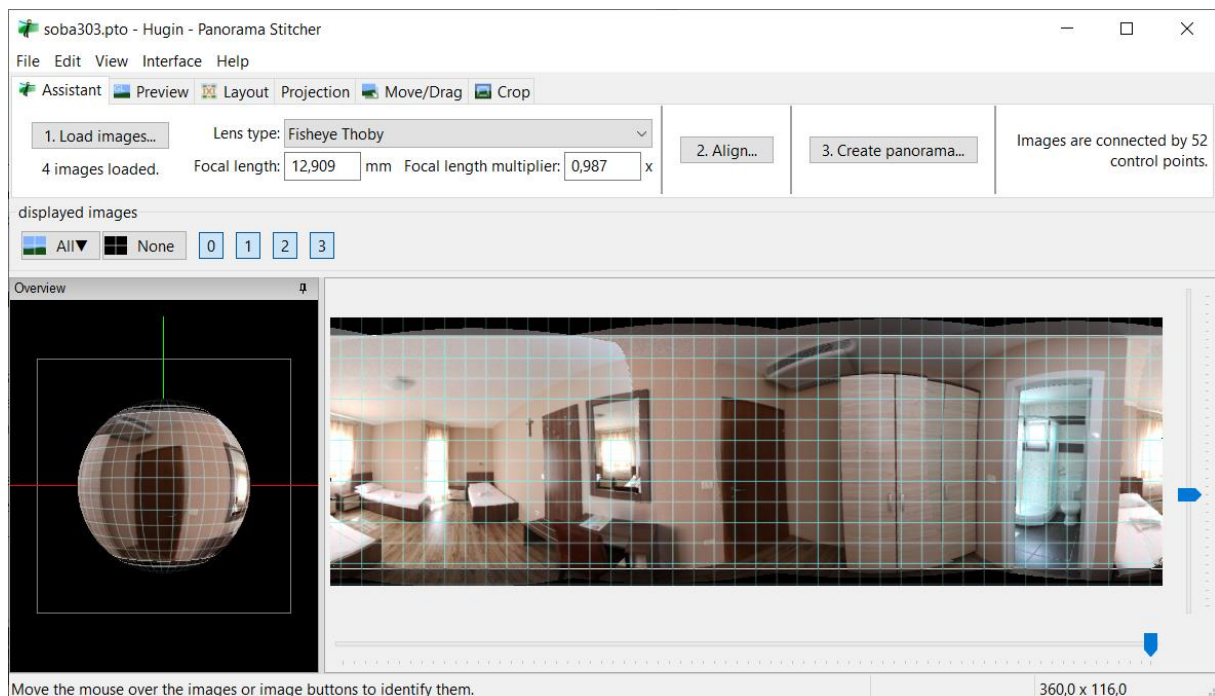 soba303.pto - Hugin - Panorama Stitcher
File Edit View Interface Help
Assistant Preview Layout Projection Move/Drag Crop
1. Load images... Lens type: Fisheye Thoby 2. Align... 3. Create panorama... Images are connected by 52
control points.
4 images loaded. Focal length: 12,909 mm Focal length multiplier: 0,987 x
displayed images
All▼ None 0 1 2 3
Overview
Move the mouse over the images or image buttons to identify them. 360,0 x 116,0